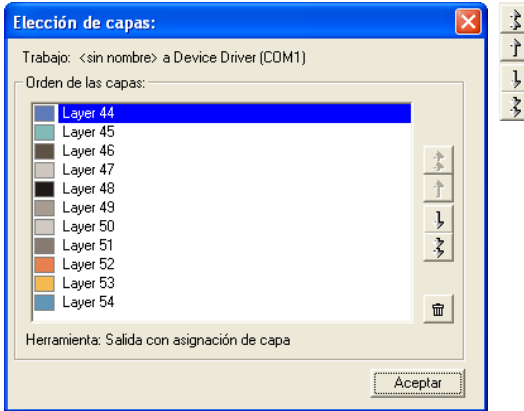 Elección de capas:
Trabajo: <sin nombre> a Device Driver (COM1)
Orden de las capas:
Layer 44
Layer 45
Layer 46
Layer 47
Layer 48
Layer 49
Layer 50
Layer 51
Layer 52
Layer 53
Layer 54
Herramienta: Salida con asignación de capa
Aceptar